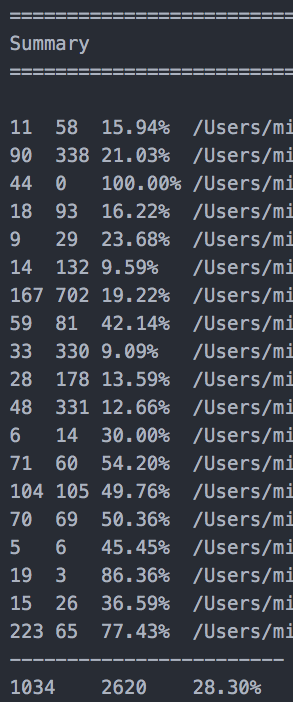 =========================
Summary
=========================
11 58 15.94% /Users/mi
90 338 21.03% /Users/mi
44 0 100.00% /Users/mi
18 93 16.22% /Users/mi
9 29 23.68% /Users/mi
14 132 9.59% /Users/mi
167 702 19.22% /Users/mi
59 81 42.14% /Users/mi
33 330 9.09% /Users/mi
28 178 13.59% /Users/mi
48 331 12.66% /Users/mi
6 14 30.00% /Users/mi
71 60 54.20% /Users/mi
104 105 49.76% /Users/mi
70 69 50.36% /Users/mi
5 6 45.45% /Users/mi
19 3 86.36% /Users/mi
15 26 36.59% /Users/mi
223 65 77.43% /Users/mi
------------------------
1034 2620 28.30%